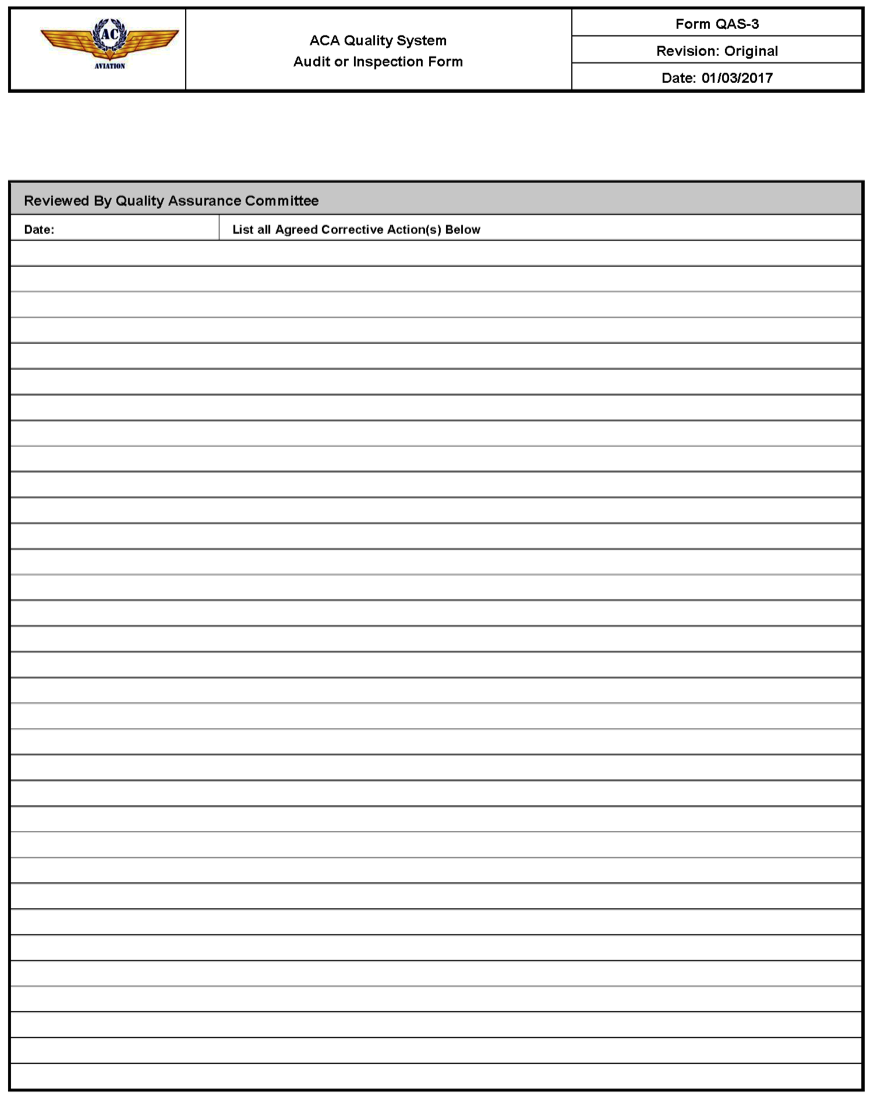 AC
AVIATION
ACA Quality System
Audit or Inspection Form
Form QAS-3
Revision: Original
Date: 01/03/2017
Reviewed By Quality Assurance Committee
Date:
List all Agreed Corrective Action(s) Below